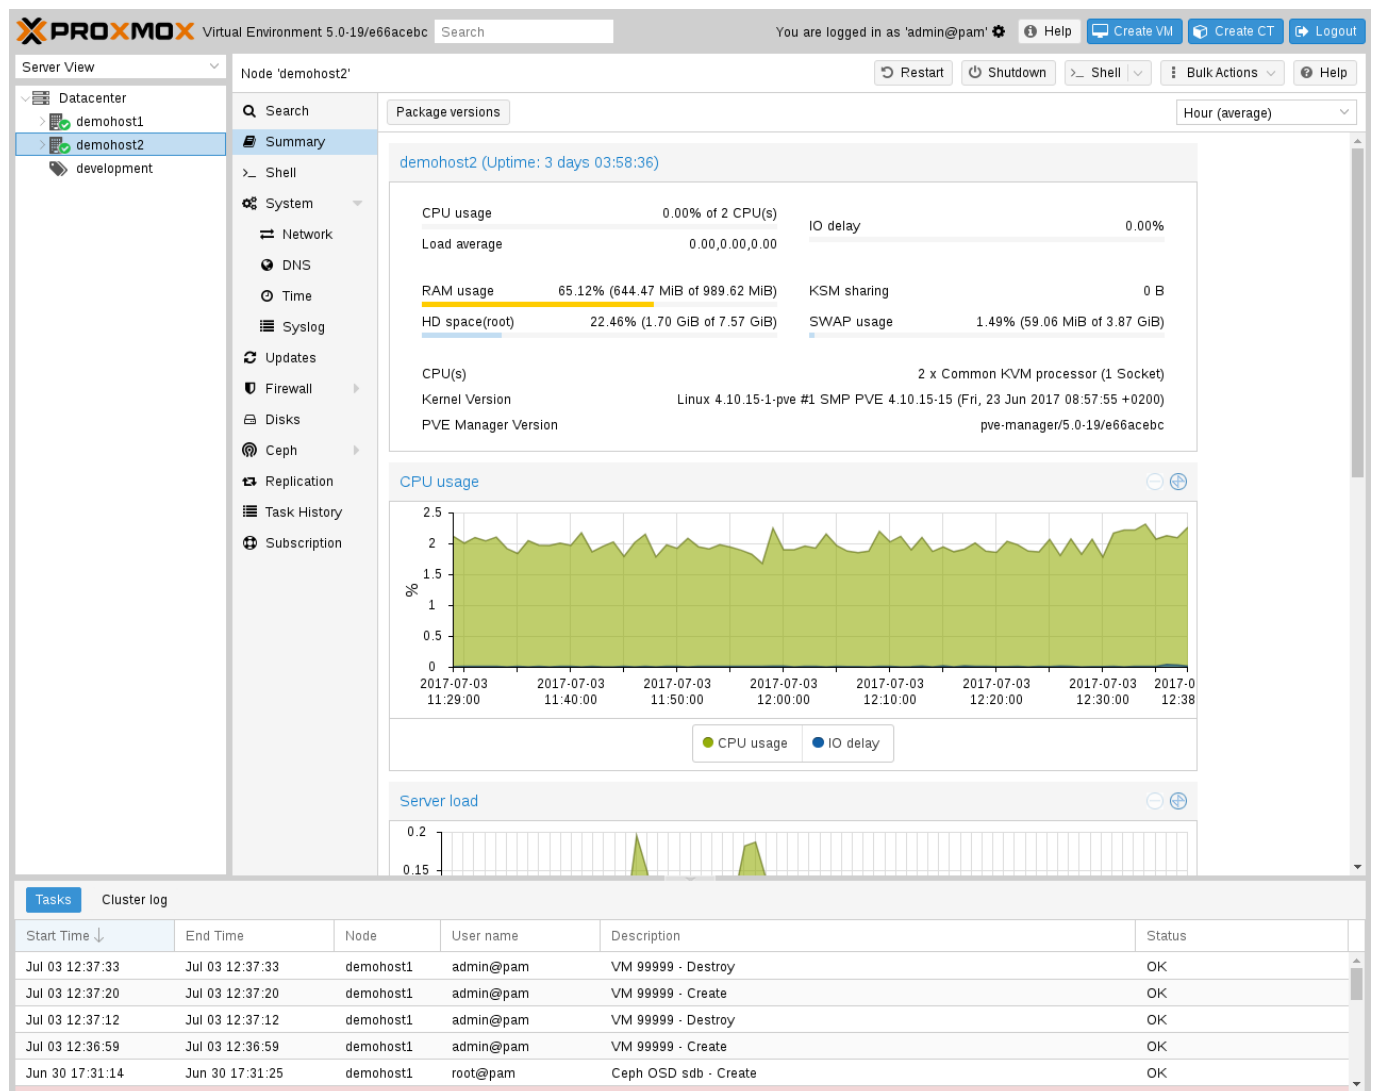 PROXMOX Virtual Environment 5.0-19/e66acebc Search You are logged in as 'admin@pam' Help Create VM Create CT Logout
Server View
Datacenter
demohost1
demohost2
development
Node 'demohost2' Restart Shutdown >_ Shell Bulk Actions Help
Search
Summary
>_ Shell
System
Network
DNS
Time
Syslog
Updates
Firewall
Disks
Ceph
Replication
Task History
Subscription
Package versions Hour (average)
demohost2 (Uptime: 3 days 03:58:36)
CPU usage 0.00% of 2 CPU(s)
IO delay 0.00%
Load average 0.00,0.00,0.00
RAM usage 65.12% (644.47 MiB of 989.62 MiB) KSM sharing 0 B
HD space(root) 22.46% (1.70 GiB of 7.57 GiB) SWAP usage 1.49% (59.06 MiB of 3.87 GiB)
CPU(s) 2 x Common KVM processor (1 Socket)
Kernel Version Linux 4.10.15-1-pve #1 SMP PVE 4.10.15-15 (Fri, 23 Jun 2017 08:57:55 +0200)
PVE Manager Version pve-manager/5.0-19/e66acebc
CPU usage
2.5
2
1.5
%
1
0.5
0
2017-07-03 2017-07-03 2017-07-03 2017-07-03 2017-07-03 2017-07-03 2017-07-03 2017-0
11:29:00 11:40:00 11:50:00 12:00:00 12:10:00 12:20:00 12:30:00 12:38
CPU usage IO delay
Server load
0.2
0.15
Tasks Cluster log
Start Time End Time Node User name Description Status
Jul 03 12:37:33 Jul 03 12:37:33 demohost1 admin@pam VM 99999 - Destroy OK
Jul 03 12:37:20 Jul 03 12:37:20 demohost1 admin@pam VM 99999 - Create OK
Jul 03 12:37:12 Jul 03 12:37:12 demohost1 admin@pam VM 99999 - Destroy OK
Jul 03 12:36:59 Jul 03 12:36:59 demohost1 admin@pam VM 99999 - Create OK
Jun 30 17:31:14 Jun 30 17:31:25 demohost1 root@pam Ceph OSD sdb - Create OK